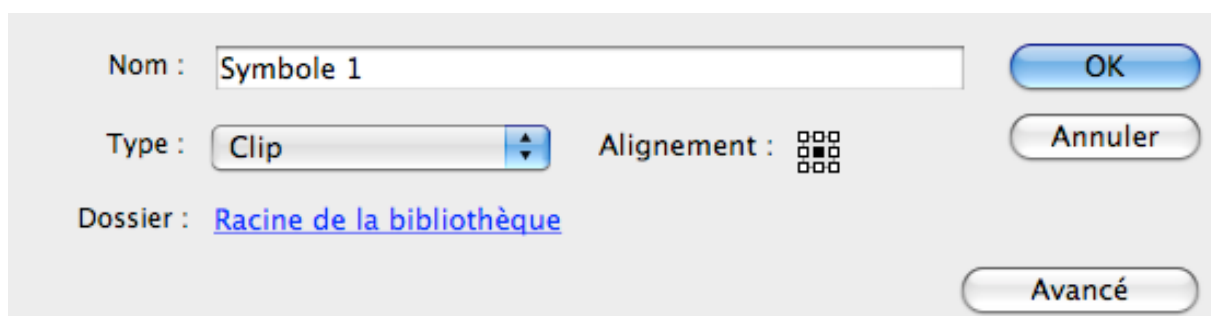 Nom : Symbole 1 OK
Type : Clip Alignement : Annuler
Dossier : Racine de la bibliothèque
Avancé